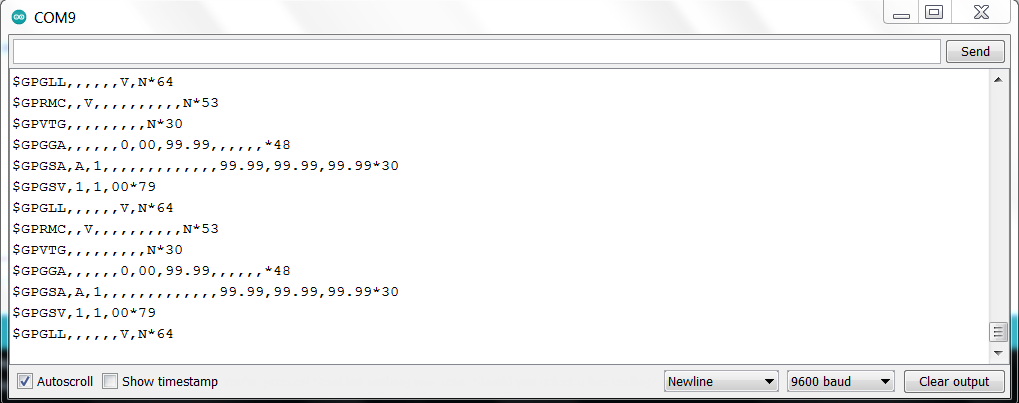 COM9
Send
$GPGLL,,,,,,V,N*64
$GPRMC,,V,,,,,,,,,,N*53
$GPVTG,,,,,,,,,N*30
$GPGGA,,,,,,0,00,99.99,,,,,,*48
$GPGSA,A,1,,,,,,,,,,,,,99.99,99.99,99.99*30
$GPGSV,1,1,00*79
$GPGLL,,,,,,V,N*64
$GPRMC,,V,,,,,,,,,,N*53
$GPVTG,,,,,,,,,N*30
$GPGGA,,,,,,0,00,99.99,,,,,,*48
$GPGSA,A,1,,,,,,,,,,,,,99.99,99.99,99.99*30
$GPGSV,1,1,00*79
$GPGLL,,,,,,V,N*64
Autoscroll Show timestamp Newline 9600 baud Clear output